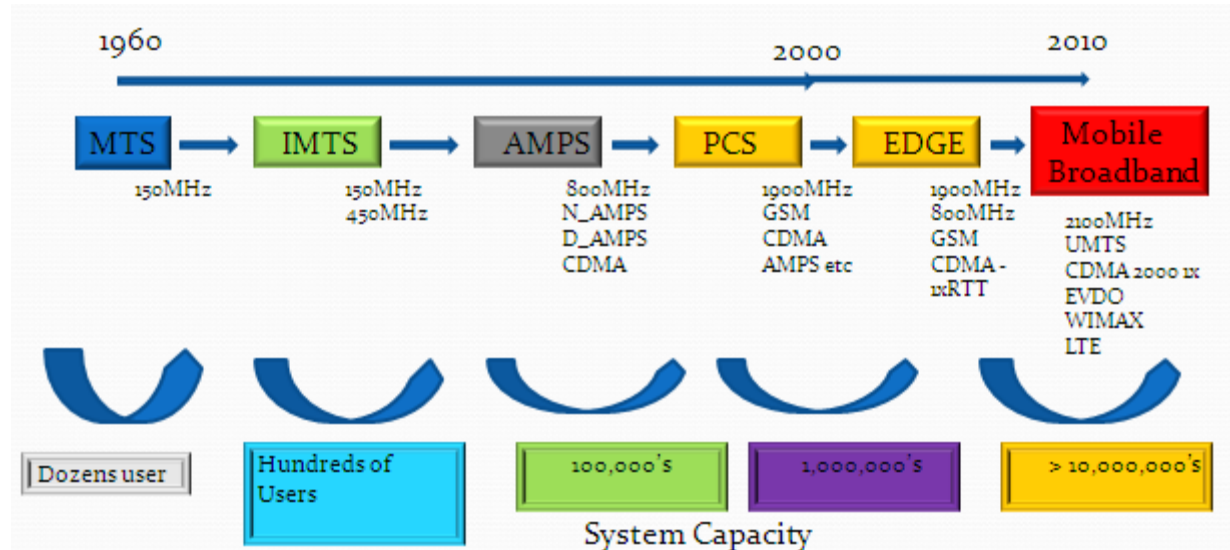 1960
2000
2010
MTS
IMTS
AMPS
PCS
EDGE
Mobile
Broadband
150MHz
150MHz
450MHz
800MHz
N_AMPS
D_AMPS
CDMA
1900MHz
GSM
CDMA
AMPS etc
1900MHz
800MHz
GSM
CDMA -
1xRTT
2100MHz
UMTS
CDMA 2000 1x
EVDO
WIMAX
LTE
Dozens user
Hundreds of
Users
100,000's
1,000,000's
> 10,000,000's
System Capacity